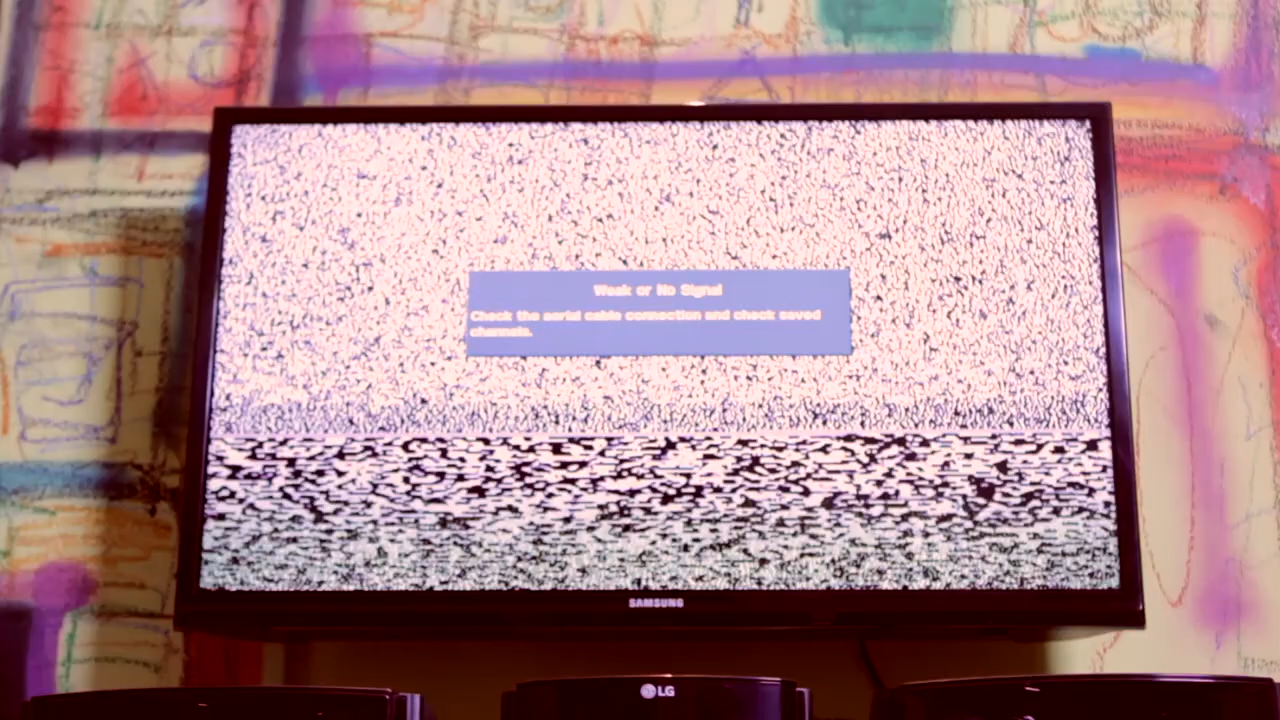 Weak or No Signal
Check the aerial cable connection and check saved
channels.
SAMSUNG
LG